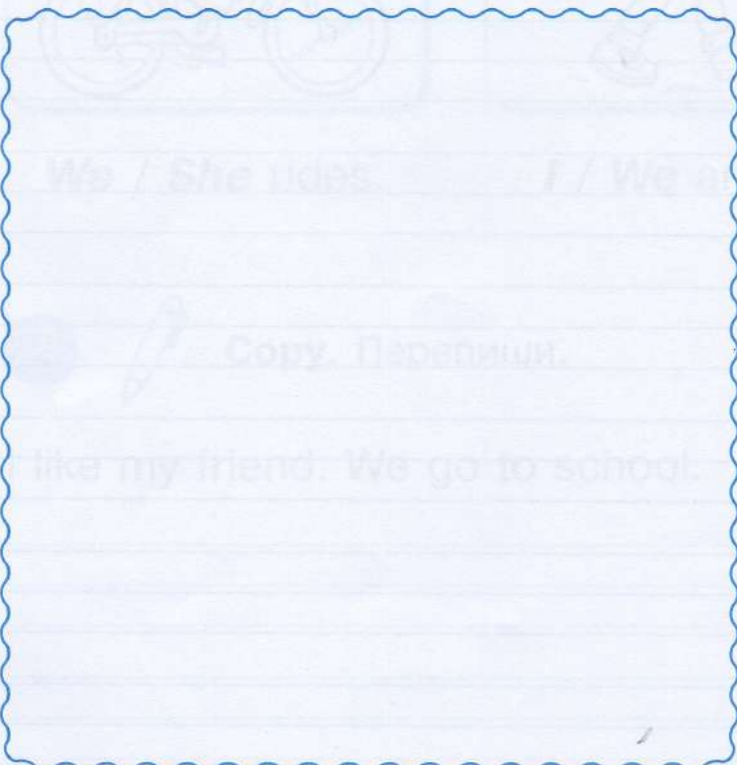 We / She rides. I / We
Copy. Перепиши.
like my friend. We go to school.